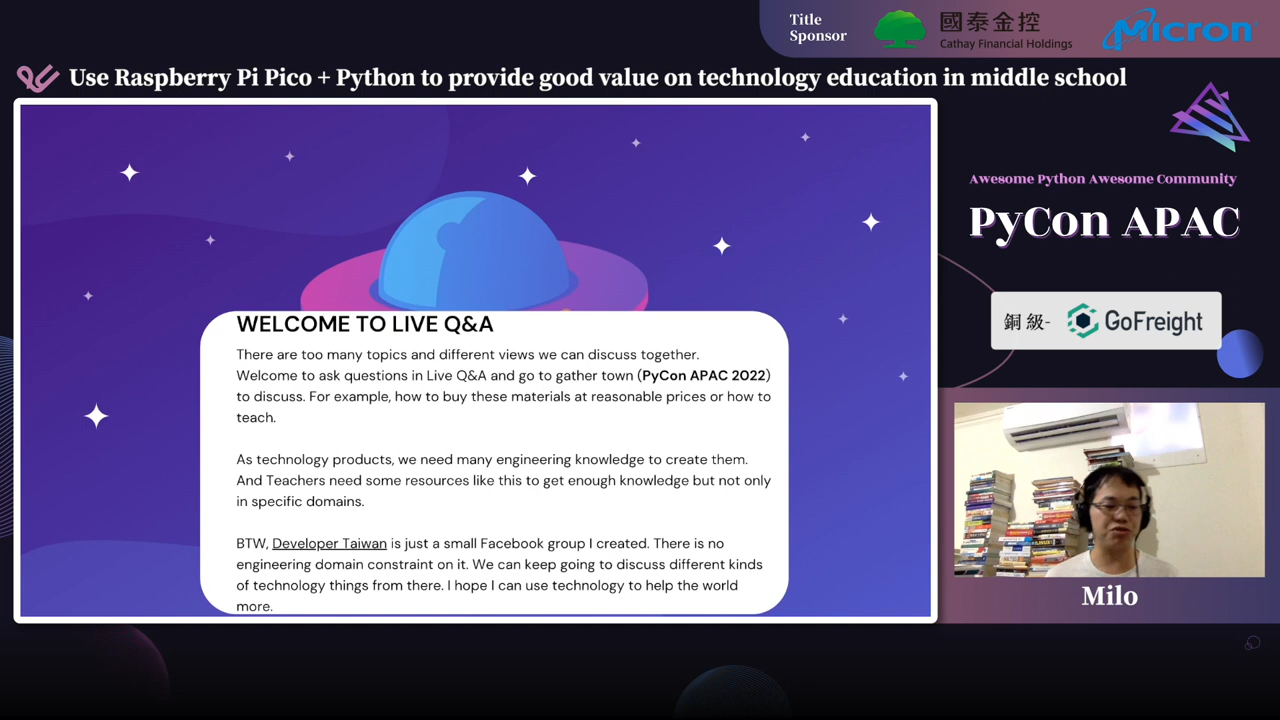 Title
Sponsor
國泰金控
Cathay Financial Holdings
Micron
Use Raspberry Pi Pico + Python to provide good value on technology education in middle school
Awesome Python Awesome Community
PyCon APAC
銅級-
GoFreight
WELCOME TO LIVE Q&A
There are too many topics and different views we can discuss together.
Welcome to ask questions in Live Q&A and go to gather town (PyCon APAC 2022)
to discuss. For example, how to buy these materials at reasonable prices or how to
teach.
As technology products, we need many engineering knowledge to create them.
And Teachers need some resources like this to get enough knowledge but not only
in specific domains.
BTW, Developer Taiwan is just a small Facebook group I created. There is no
engineering domain constraint on it. We can keep going to discuss different kinds
of technology things from there. I hope I can use technology to help the world
more.
Milo